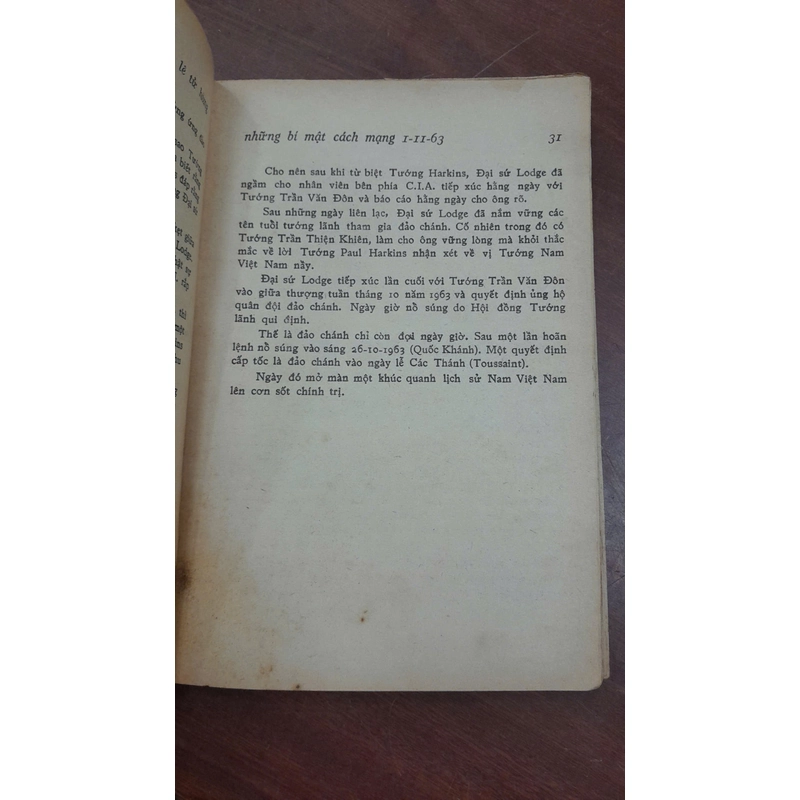 lê tử hùng
những bí mật cách mạng 1-11-63 31
Cho nên sau khi từ biệt Tướng Harkins, Đại sứ Lodge đã
ngầm cho nhân viên bên phía C.I.A. tiếp xúc hằng ngày với
Tướng Trần Văn Đôn và báo cáo hằng ngày cho ông rõ.
Sau những ngày liên lạc, Đại sứ Lodge đã nắm vững các
tên tuổi tướng lãnh tham gia đảo chánh. Cố nhiên trong đó có
Tướng Trần Thiện Khiên, làm cho ông vững lòng mà khỏi thắc
mắc về lời Tướng Paul Harkins nhận xét về vị Tướng Nam
Việt Nam nầy.
Đại sứ Lodge tiếp xúc lần cuối với Tướng Trần Văn Đôn
vào giữa thượng tuần tháng 10 năm 1963 và quyết định ủng hộ
quân đội đảo chánh. Ngày giờ nổ súng do Hội đồng Tướng
lãnh qui định.
Thế là đảo chánh chỉ còn đợi ngày giờ. Sau một lần hoãn
lệnh nổ súng vào sáng 26-10-1963 (Quốc Khánh). Một quyết định
cấp tốc là đảo chánh vào ngày lễ Các Thánh (Toussaint).
Ngày đó mở màn một khúc quanh lịch sử Nam Việt Nam
lên cơn sốt chính trị.